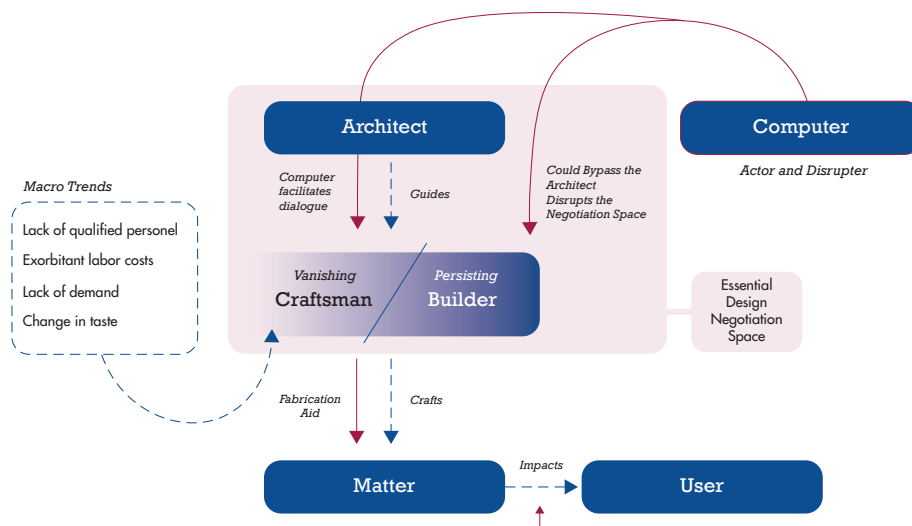 Architect
Computer
Actor and Disrupter
Computer
facilitates
dialogue
Guides
Could Bypass the
Architect
Disrupts the
Negotiation Space
Macro Trends
Lack of qualified personel
Exorbitant labor costs
Lack of demand
Change in taste
Vanishing
Craftsman
Persisting
Builder
Essential
Design
Negotiation
Space
Fabrication
Aid
Crafts
Matter
Impacts
User